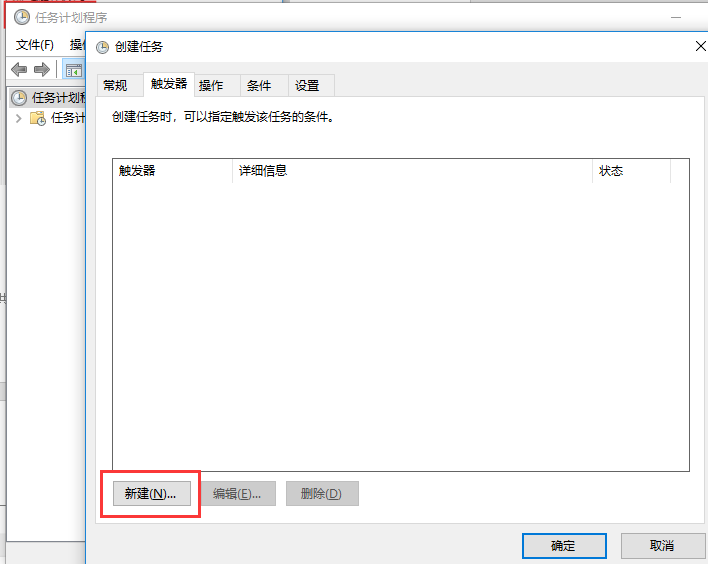 任务计划程序
文件(F) 操
创建任务
常规 触发器 操作 条件 设置
任务计划程
任务计
创建任务时，可以指定触发该任务的条件。
触发器 详细信息 状态
新建(N)... 编辑(E)... 删除(D)
确定 取消